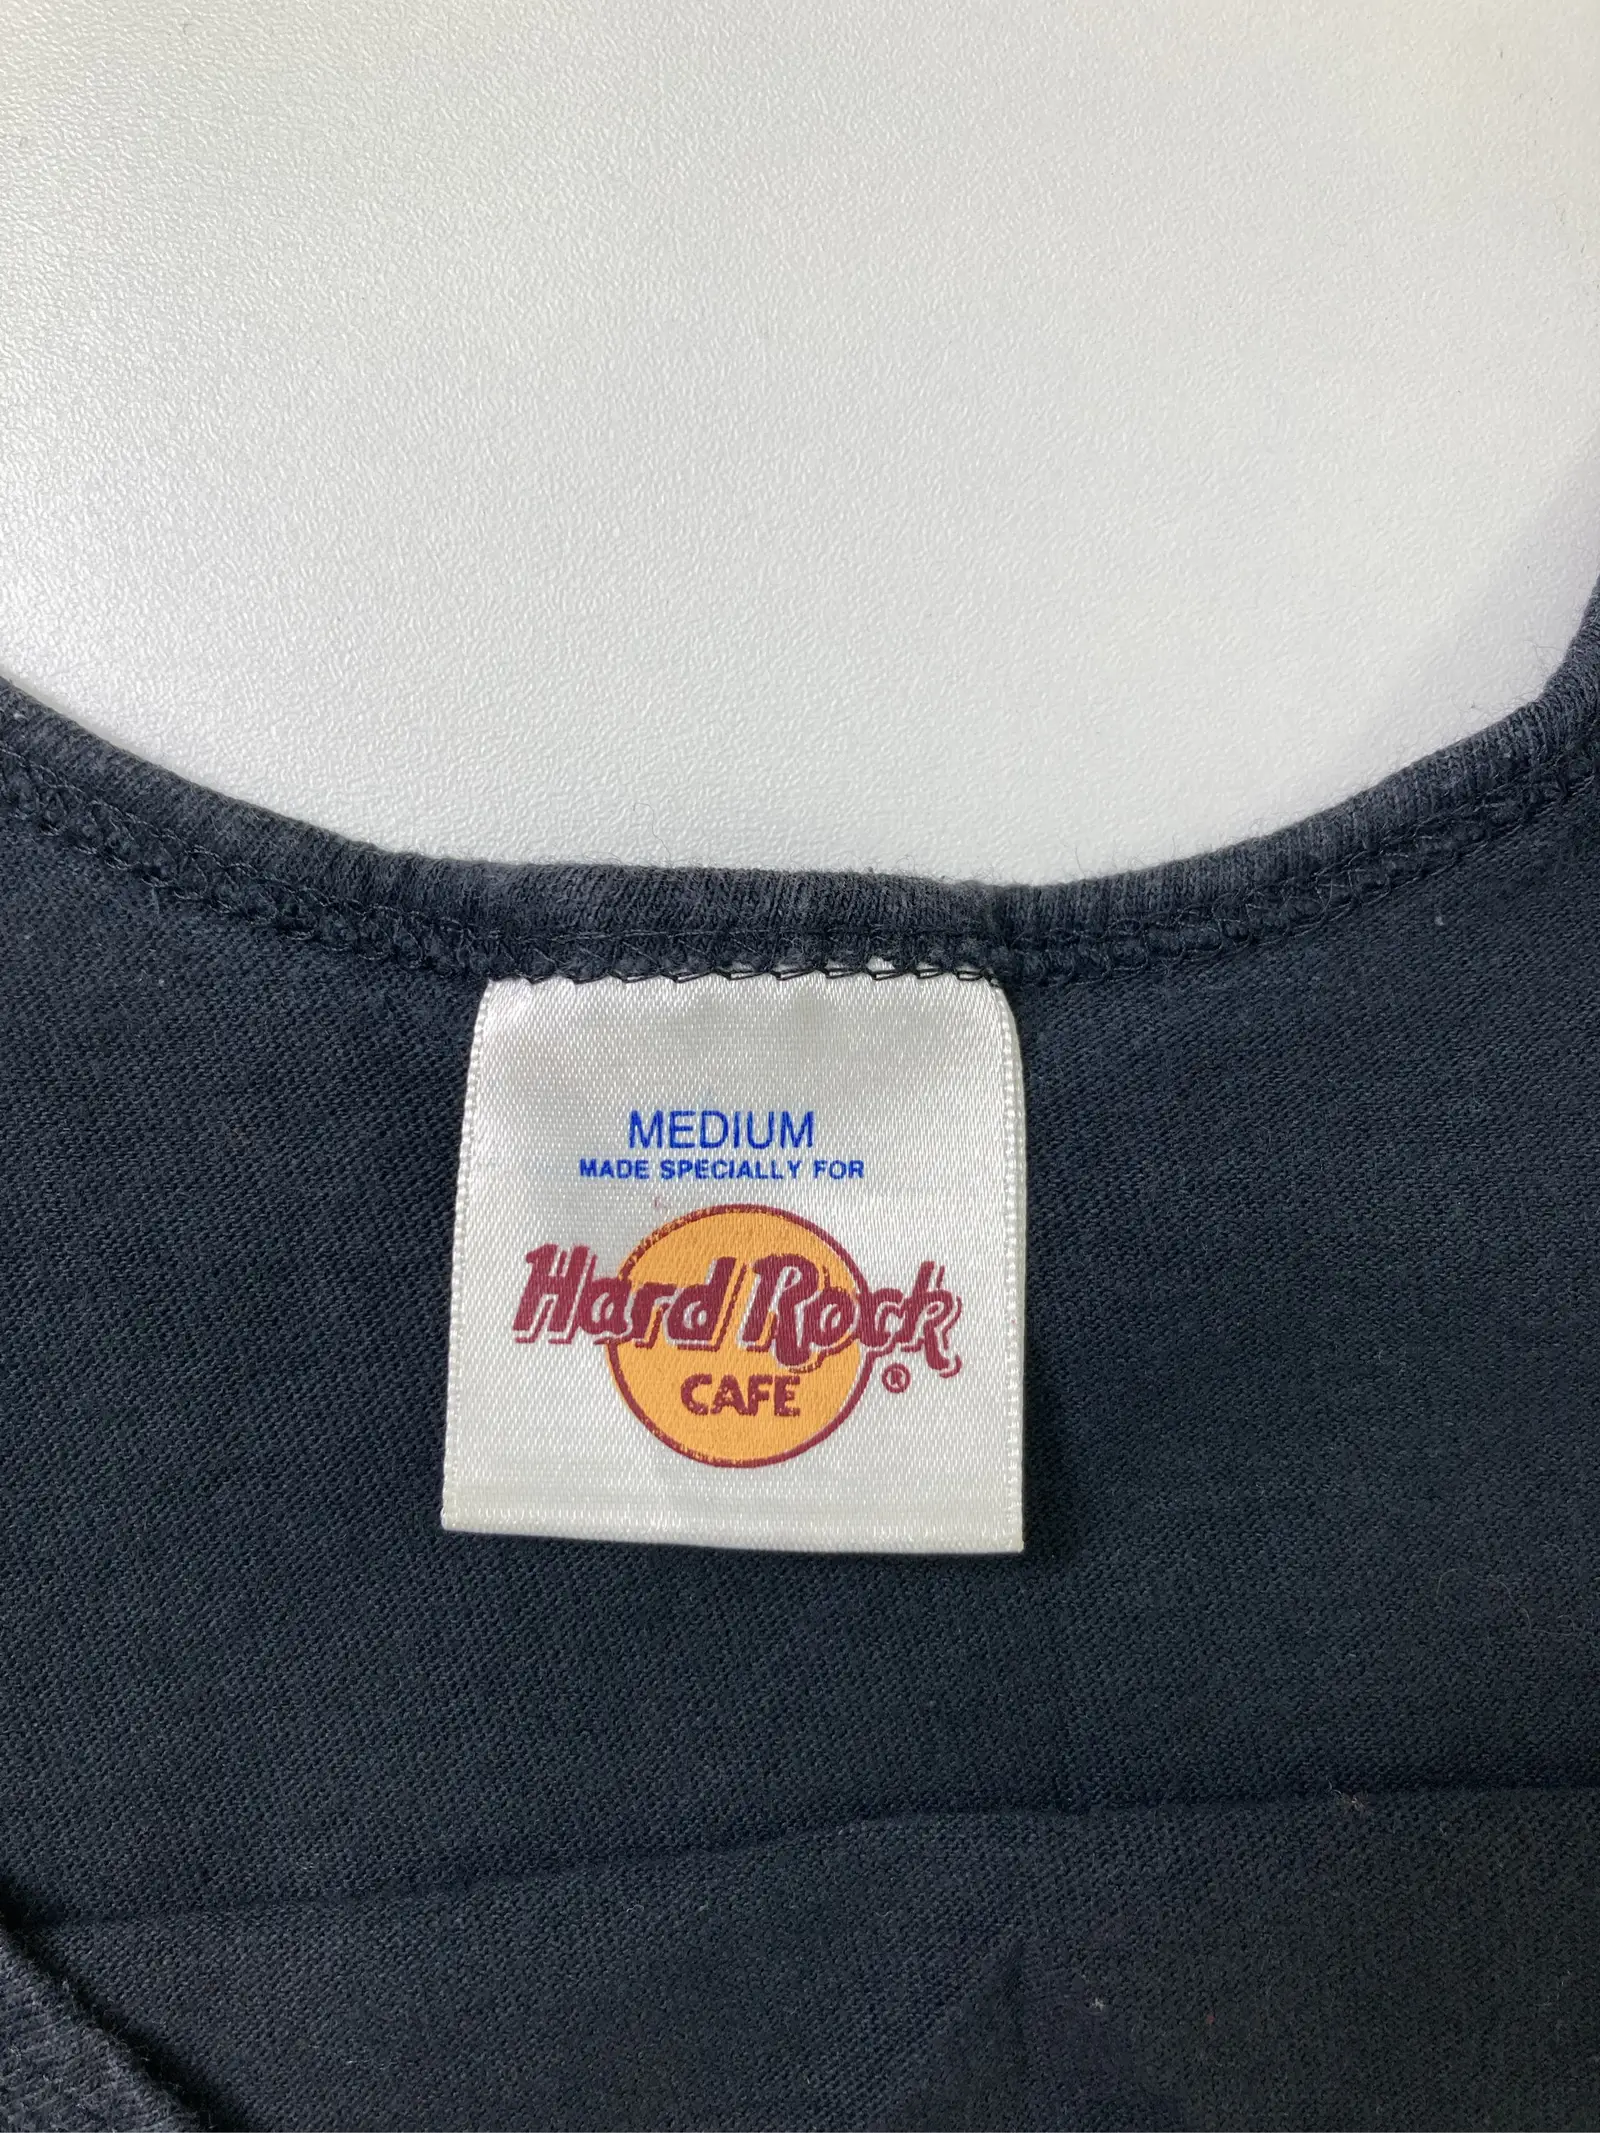 MEDIUM
MADE SPECIALLY FOR
Hard Rock
CAFE ®